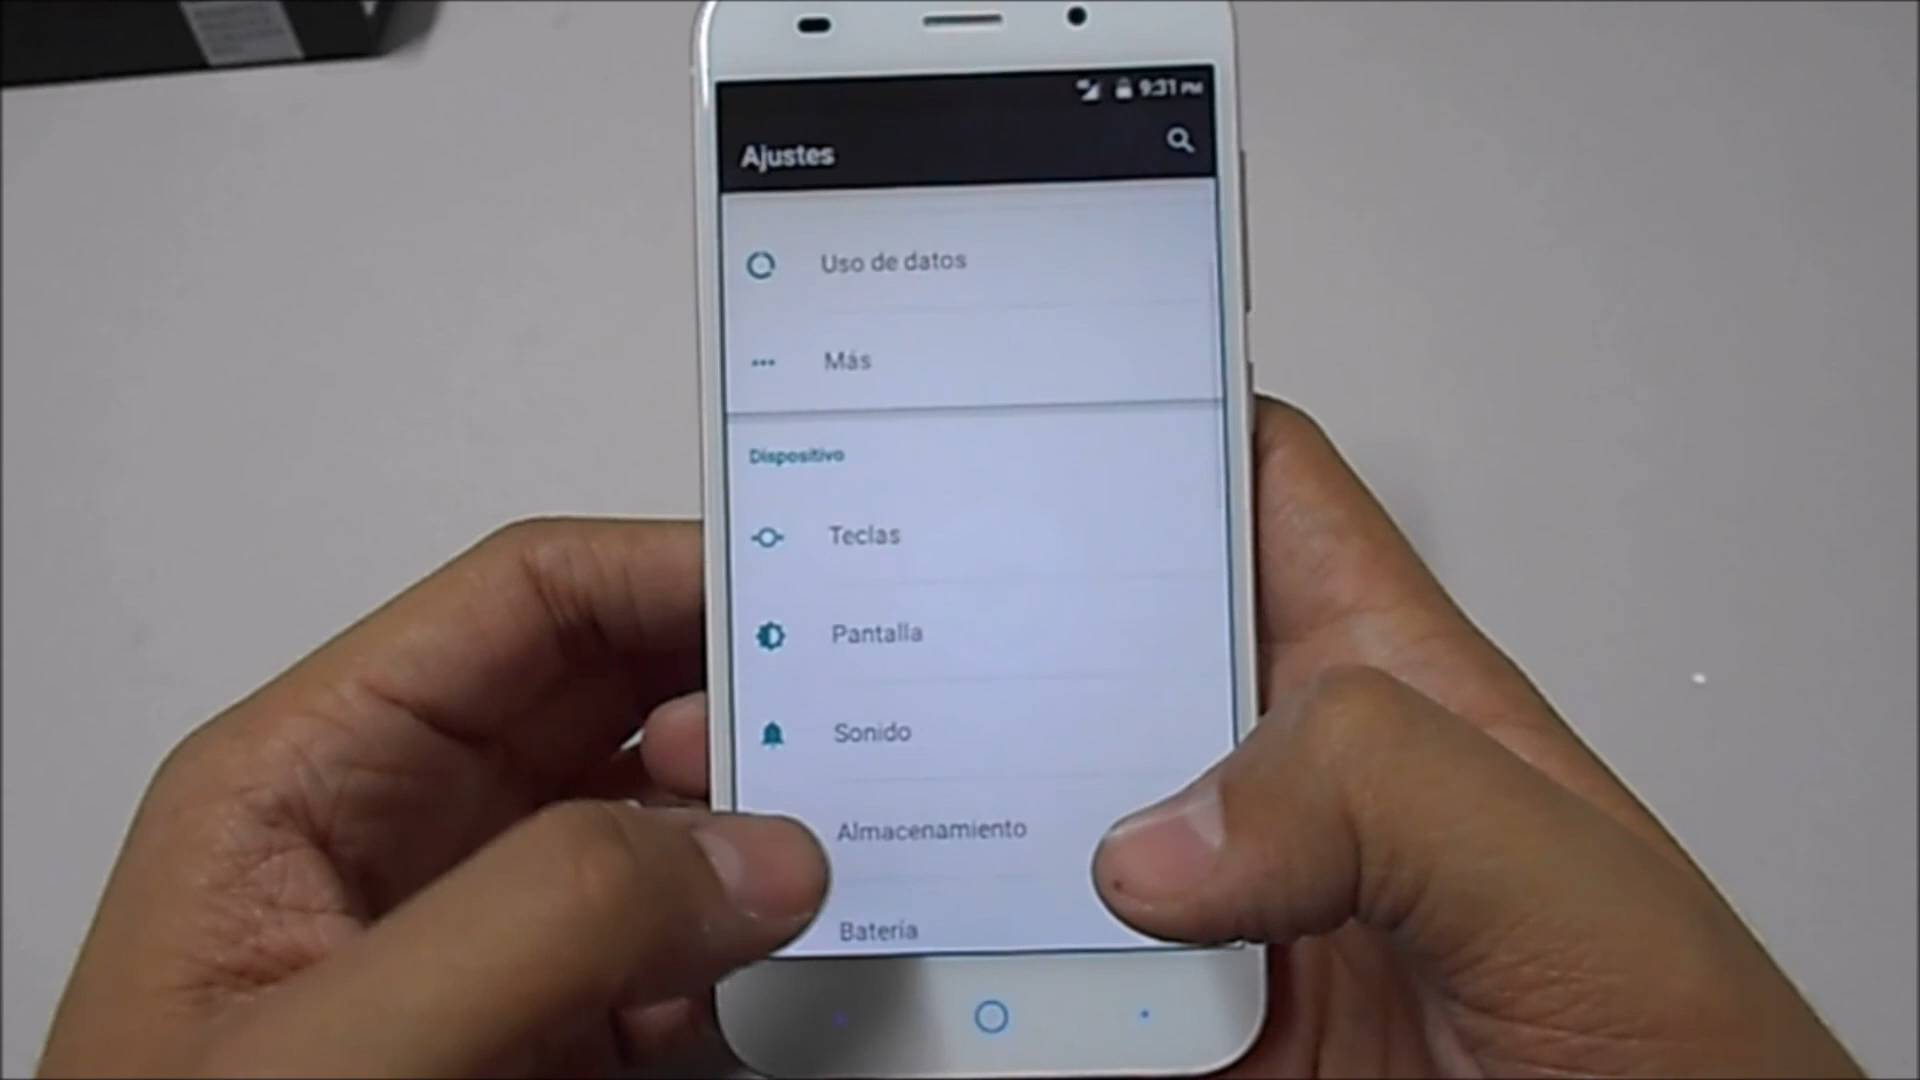 9:31 PM
Ajustes
Uso de datos
Más
Dispositivo
Teclas
Pantalla
Sonido
Almacenamiento
Batería